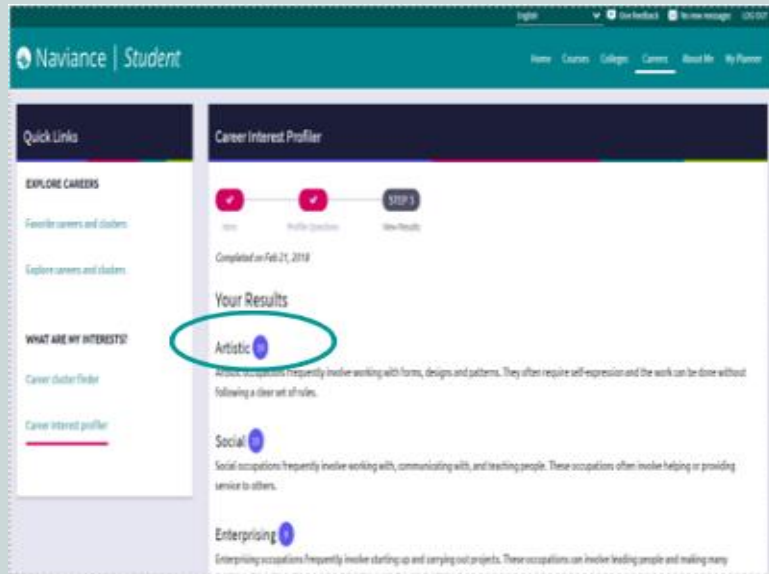 English
Give feedback No new messages LOG OUT
Naviance | Student
Home Courses Colleges Careers About Me My Planner
Quick Links
EXPLORE CAREERS
Favorite careers and clusters
Explore careers and clusters
WHAT ARE MY INTERESTS?
Career cluster finder
Career interest profiler
Career Interest Profiler
STEP 3
Intro Profile Questions View Results
Completed on Feb 21, 2018
Your Results
Artistic
Artistic occupations frequently involve working with forms, designs and patterns. They often require self-expression and the work can be done without
following a clear set of rules.
Social
Social occupations frequently involve working with, communicating with, and teaching people. These occupations often involve helping or providing
service to others.
Enterprising
Enterprising occupations frequently involve starting up and carrying out projects. These occupations can involve leading people and making many